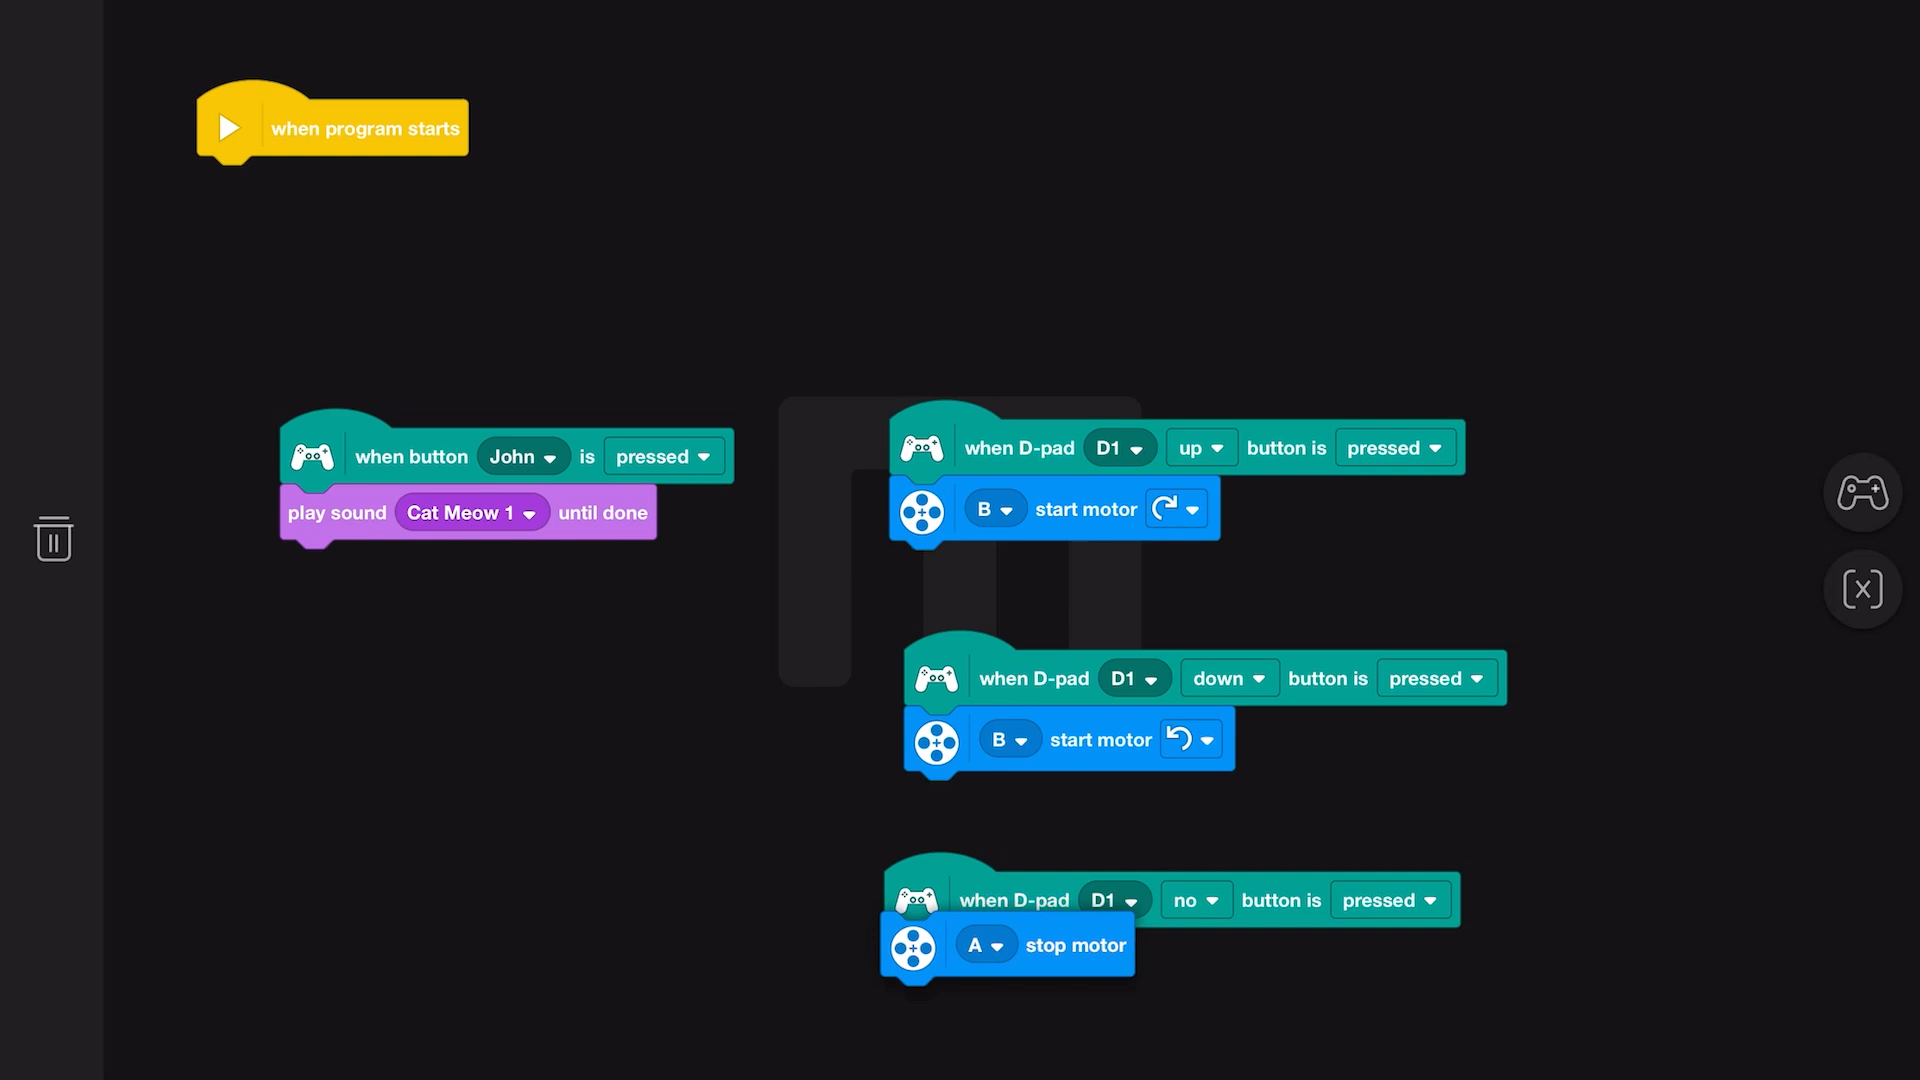 when program starts
when button John is pressed
play sound Cat Meow 1 until done
when D-pad D1 up button is pressed
B start motor
when D-pad D1 down button is pressed
B start motor
when D-pad D1 no button is pressed
A stop motor